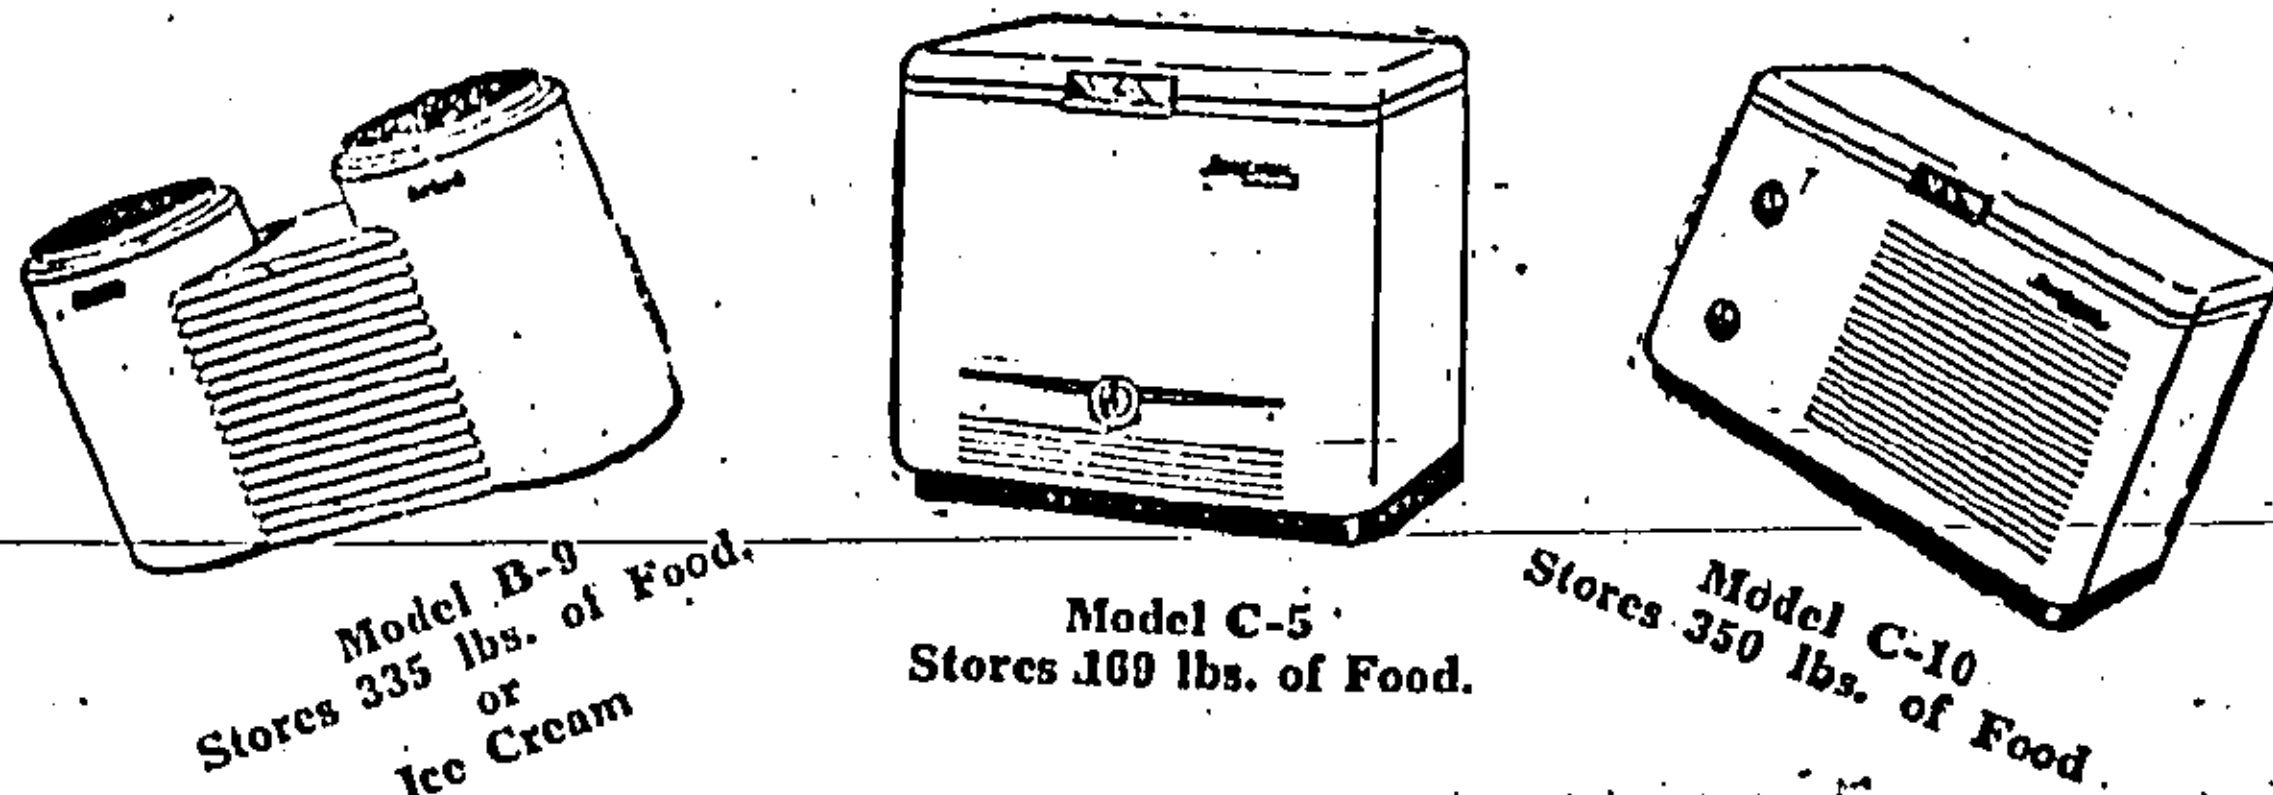 Model B-9
Stores 335 lbs. of Food.
or
Ice Cream
Model C-5
Stores 169 lbs. of Food.
Model C-10
Stores 350 lbs. of Food